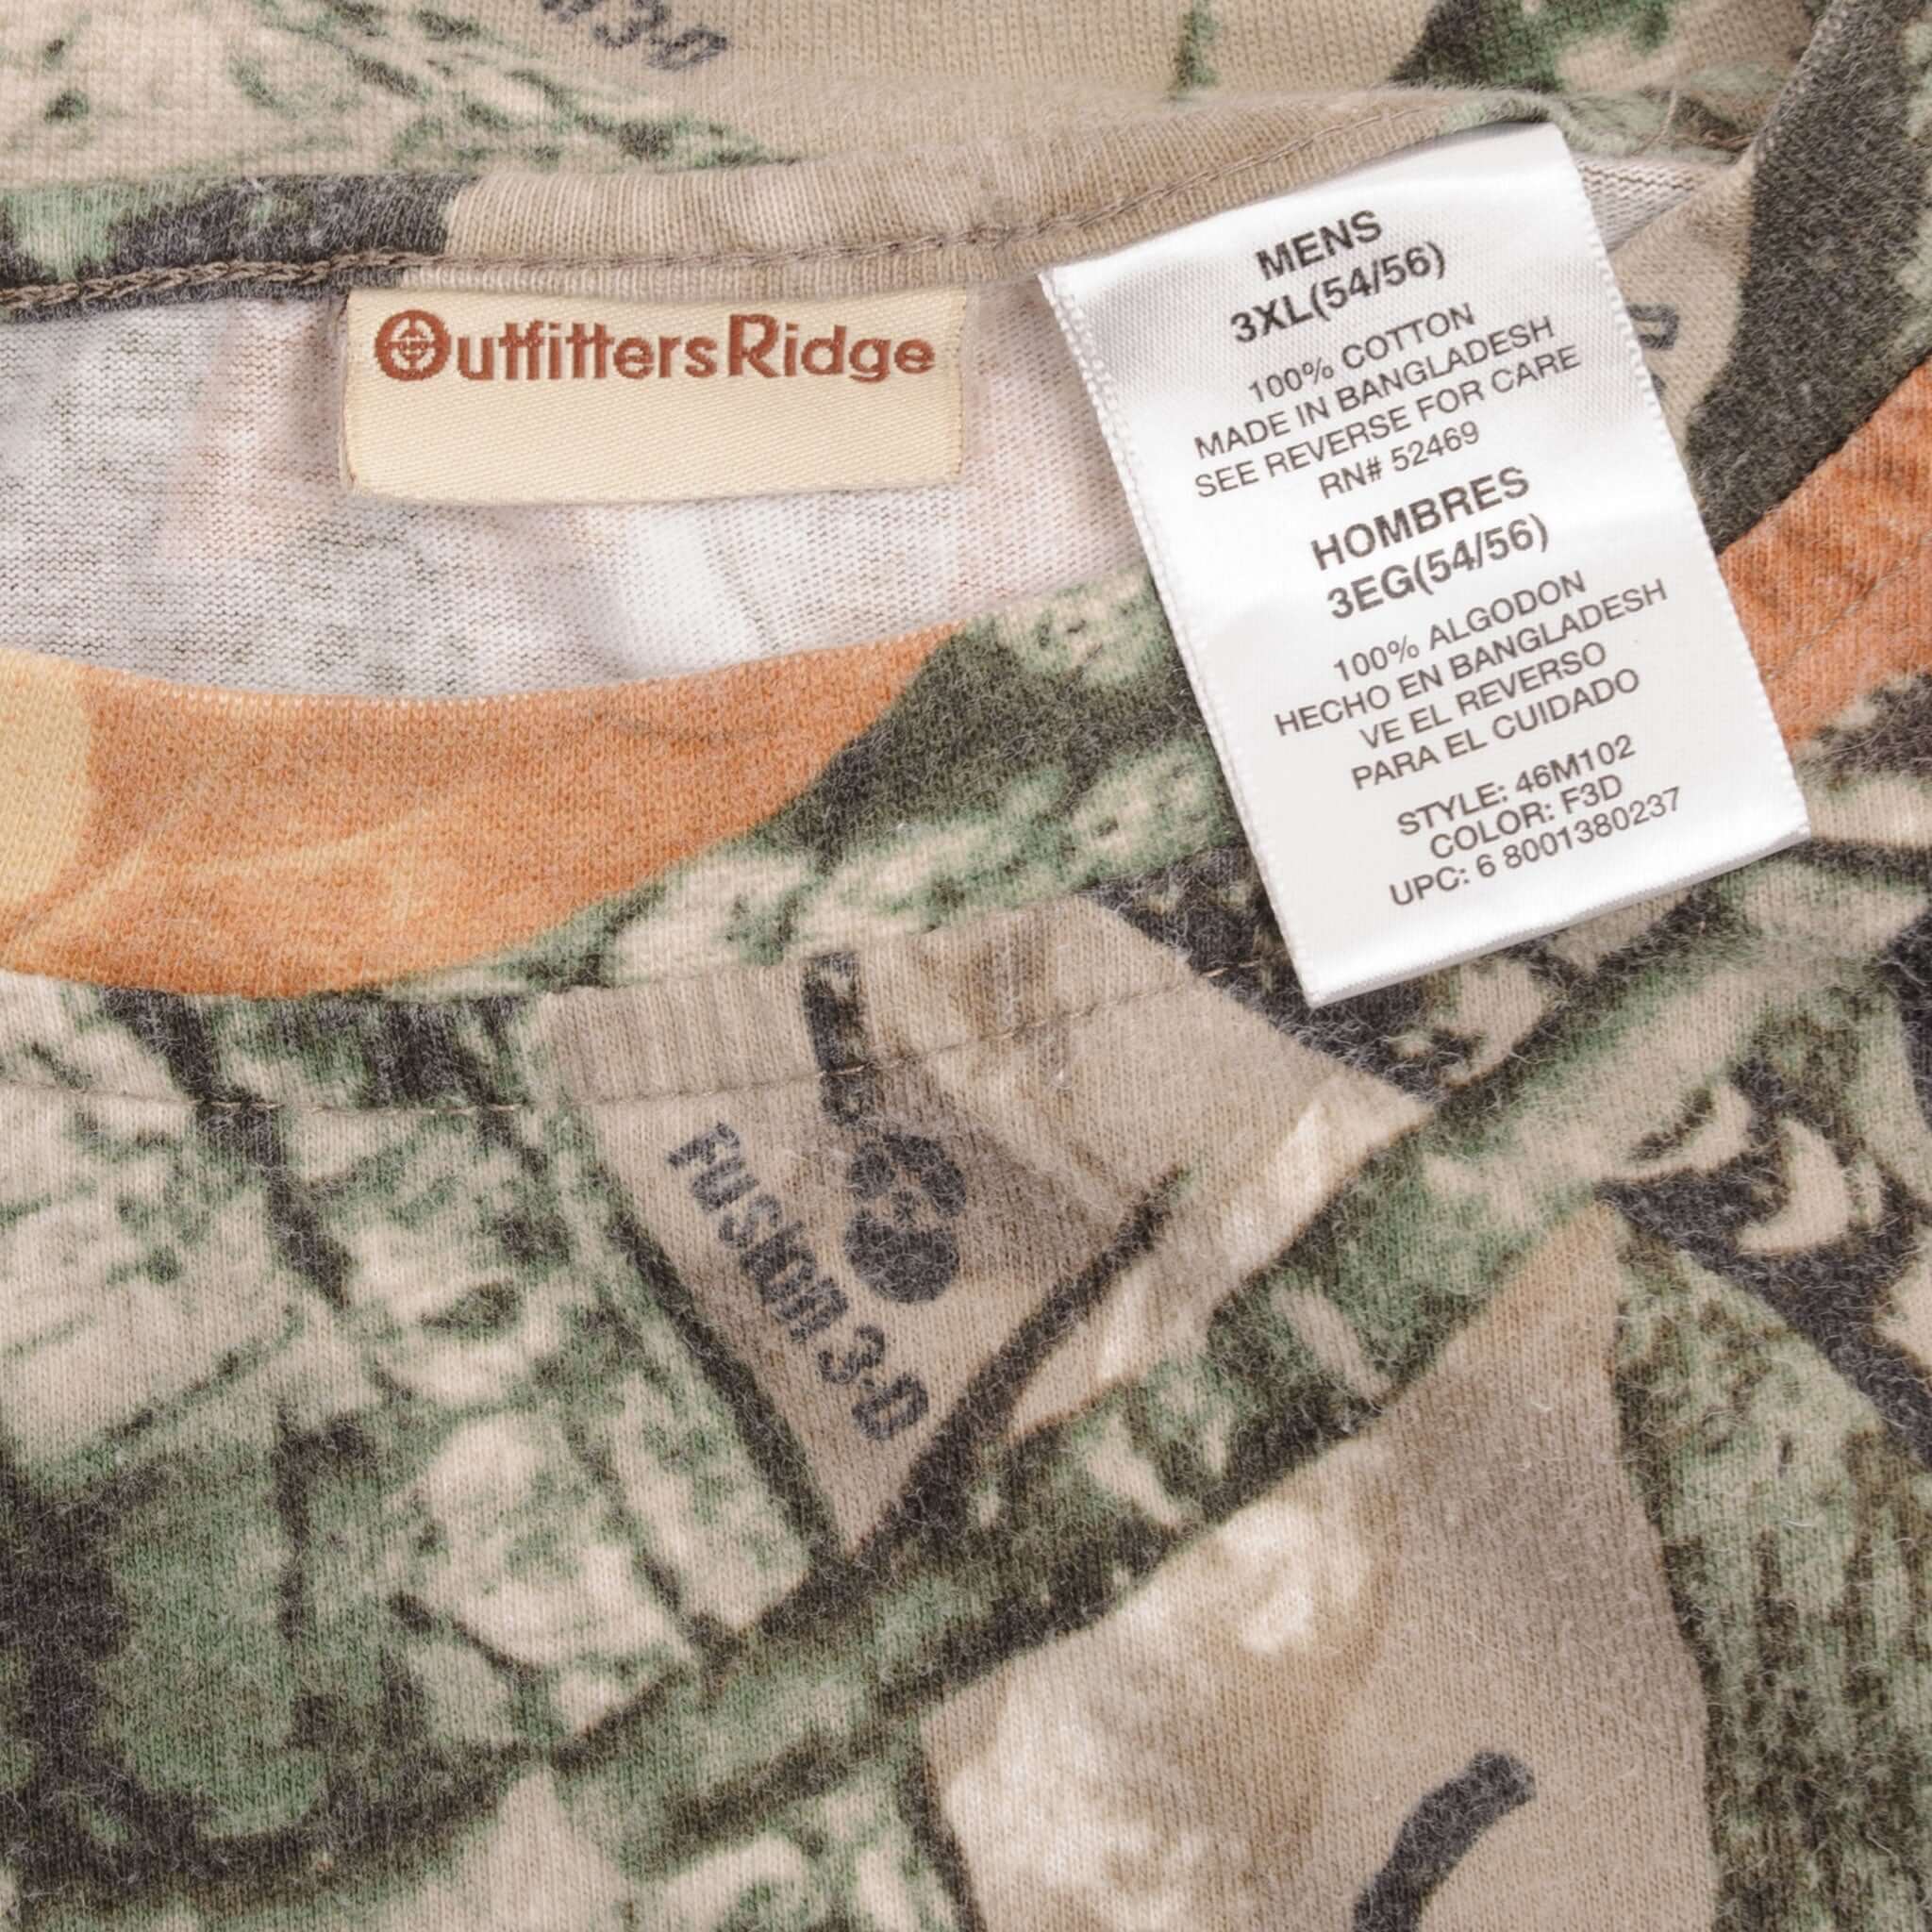 n 3-D
OutfittersRidge
MENS
3XL(54/56)
100% COTTON
MADE IN BANGLADESH
SEE REVERSE FOR CARE
RN# 52469
HOMBRES
3EG(54/56)
100% ALGODON
HECHO EN BANGLADESH
VE EL REVERSO
PARA EL CUIDADO
STYLE: 46M102
COLOR: F3D
UPC: 6 8001380237
Fusion 3-D